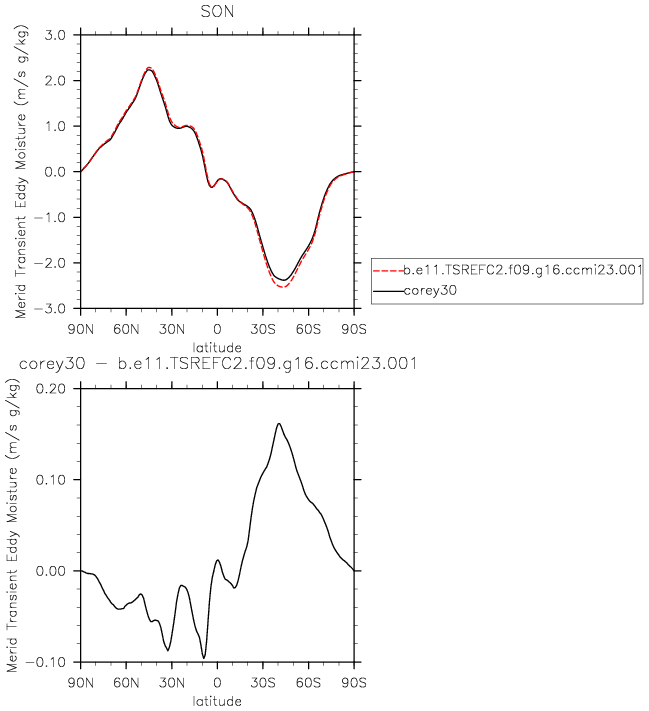 SON
Merid Transient Eddy Moisture (m/s g/kg)
3.0
2.0
1.0
0.0
−1.0
−2.0
−3.0
90N 60N 30N 0 30S 60S 90S
latitude
b.e11.TSREFC2.f09.g16.ccmi23.001
corey30
corey30 − b.e11.TSREFC2.f09.g16.ccmi23.001
Merid Transient Eddy Moisture (m/s g/kg)
0.20
0.10
0.00
−0.10
90N 60N 30N 0 30S 60S 90S
latitude